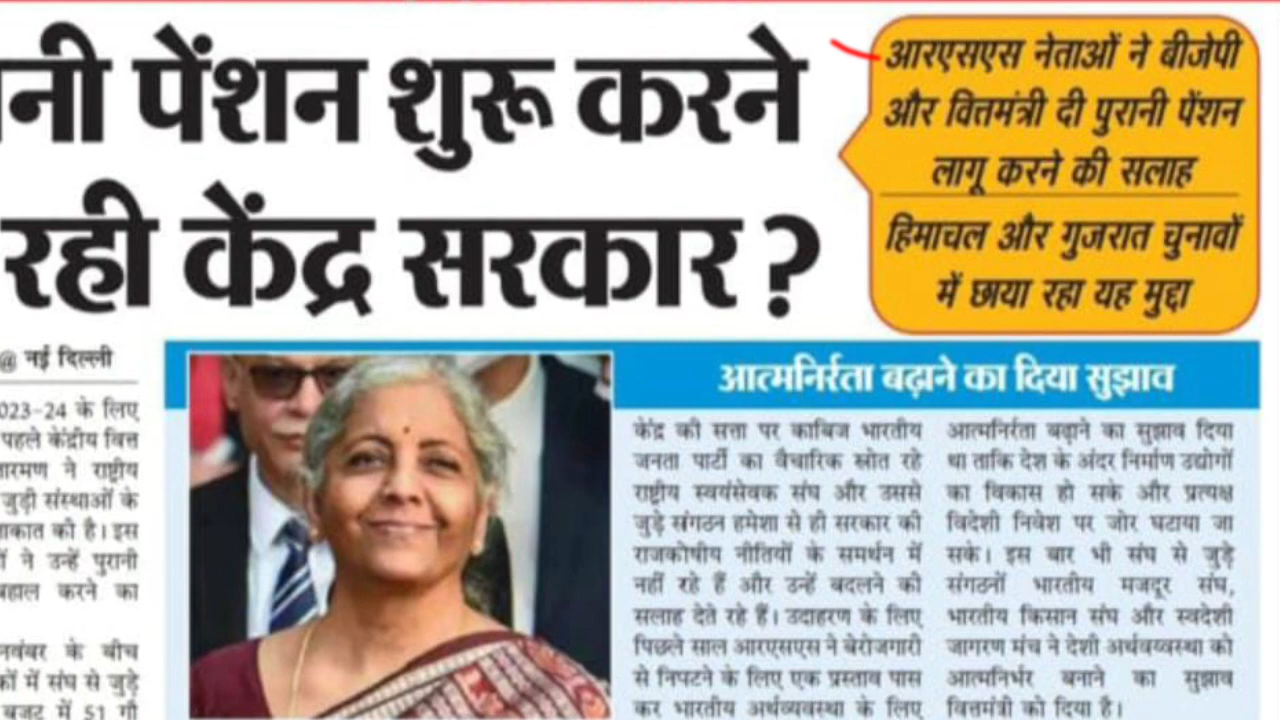 नी पेंशन शुरू करने
रही केंद्र सरकार ?
आरएसएस नेताओं ने बीजेपी
और वित्तमंत्री दी पुरानी पेंशन
लागू करने की सलाह
हिमाचल और गुजरात चुनावों
में छाया रहा यह मुद्दा
@ नई दिल्ली
023-24 के लिए
पहले केंद्रीय वित्त
तारमण ने राष्ट्रीय
जुड़ी संस्थाओं के
नाकात की है। इस
ने उन्हें पुरानी
बहाल करने का
नवंबर के बीच
कों में संघ से जुड़े
बजट में 51 गौ
आत्मनिर्रता बढ़ाने का दिया सुझाव
केंद्र की सत्ता पर काबिज भारतीय
जनता पार्टी का वैचारिक स्रोत रहे
राष्ट्रीय स्वयंसेवक संघ और उससे
जुड़े संगठन हमेशा से ही सरकार की
राजकोषीय नीतियों के समर्थन में
नहीं रहे हैं और उन्हें बदलने की
सलाह देते रहे हैं। उदाहरण के लिए
पिछले साल आरएसएस ने बेरोजगारी
से निपटने के लिए एक प्रस्ताव पास
कर भारतीय अर्थव्यवस्था के लिए
आत्मनिर्रता बढ़ाने का सुझाव दिया
था ताकि देश के अंदर निर्माण उद्योगों
का विकास हो सके और प्रत्यक्ष
विदेशी निवेश पर जोर घटाया जा
सके। इस बार भी संघ से जुड़े
संगठनों भारतीय मजदूर संघ,
भारतीय किसान संघ और स्वदेशी
जागरण मंच ने देशी अर्थवय्वस्था को
आत्मनिर्भर बनाने का सुझाव
वित्तमंत्री को दिया है।